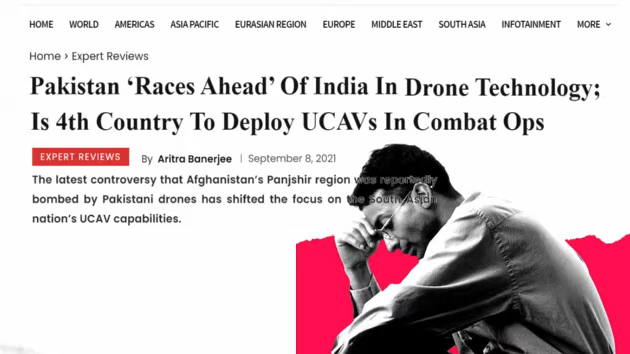 HOME WORLD AMERICAS ASIA PACIFIC EURASIAN REGION EUROPE MIDDLE EAST SOUTH ASIA INFOTAINMENT MORE
Home › Expert Reviews
Pakistan ‘Races Ahead’ Of India In Drone Technology;
Is 4th Country To Deploy UCAVs In Combat Ops
EXPERT REVIEWS By Aritra Banerjee | September 8, 2021
The latest controversy that Afghanistan’s Panjshir region was reportedly
bombed by Pakistani drones has shifted the focus on the South Asian
nation’s UCAV capabilities.